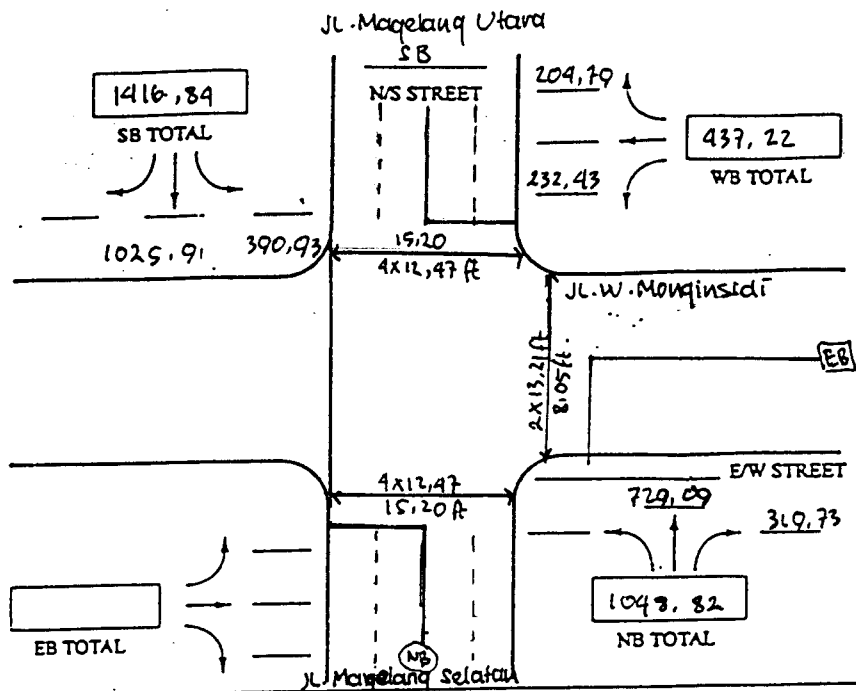 JL. Magelang Utara
SB
N/S STREET
1416,84
SB TOTAL
1025,91
390,93
204,79
437,22
WB TOTAL
232,43
15,20
4x12,47 ft
JL.W.Monginsidi
2x13,21 ft.
8.05ft
EB
4x12,47
15,20 ft
E/W STREET
729,09
319,73
1048,82
NB TOTAL
EB TOTAL
NB
JL. Magelang Selatan